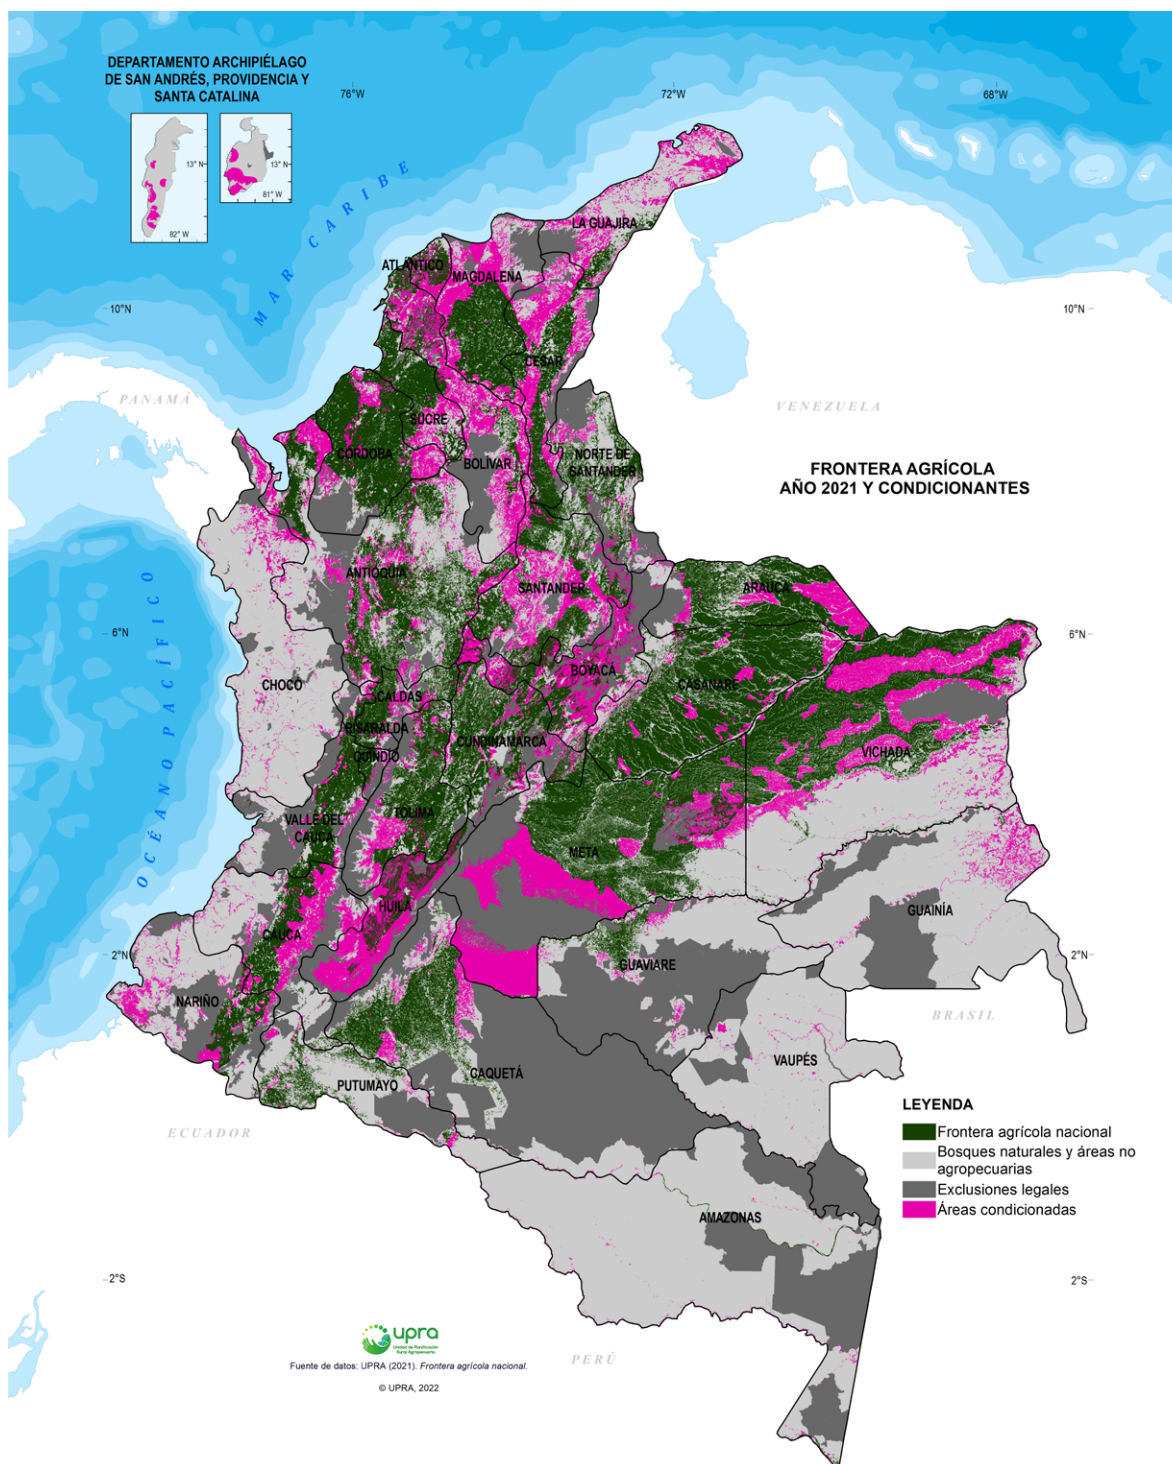 DEPARTAMENTO ARCHIPIÉLAGO
DE SAN ANDRÉS, PROVIDENCIA Y
SANTA CATALINA
76°W
72°W
68°W
13° N
82° W
13° N
81° W
MAR CARIBE
LA GUAJIRA
ATLÁNTICO
MAGDALENA
10°N
10°N
CESAR
PANAMÁ
VENEZUELA
SUCRE
CÓRDOBA
BOLÍVAR
NORTE DE
SANTANDER
FRONTERA AGRÍCOLA
AÑO 2021 Y CONDICIONANTES
OCÉANO PACÍFICO
ANTIOQUIA
SANTANDER
ARAUCA
6°N
6°N
CHOCÓ
BOYACÁ
CASANARE
CALDAS
RISARALDA
CUNDINAMARCA
QUINDÍO
VICHADA
VALLE DEL
CAUCA
TOLIMA
META
HUILA
GUAINÍA
CAUCA
2°N
2°N
GUAVIARE
NARIÑO
BRASIL
VAUPÉS
CAQUETÁ
PUTUMAYO
ECUADOR
LEYENDA
Frontera agrícola nacional
Bosques naturales y áreas no
agropecuarias
Exclusiones legales
Áreas condicionadas
AMAZONAS
2°S
2°S
upra
Unidad de Planificación
Rural Agropecuaria
Fuente de datos: UPRA (2021). Frontera agrícola nacional.
PERÚ
© UPRA, 2022